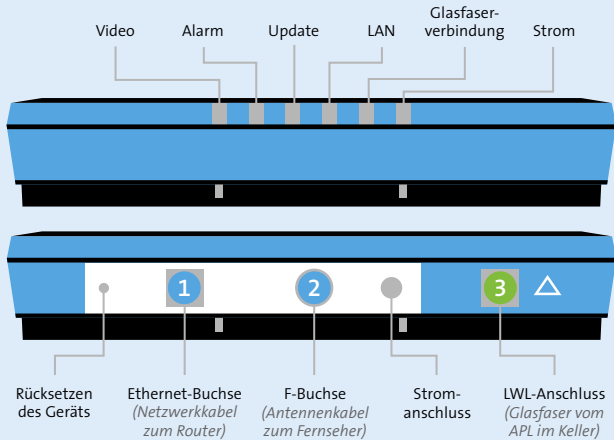 Video
Alarm
Update
LAN
Glasfaser-
verbindung
Strom
1
2
3
Rücksetzen
des Geräts
Ethernet-Buchse
(Netzwerkkabel
zum Router)
F-Buchse
(Antennenkabel
zum Fernseher)
Strom-
anschluss
LWL-Anschluss
(Glasfaser vom
APL im Keller)